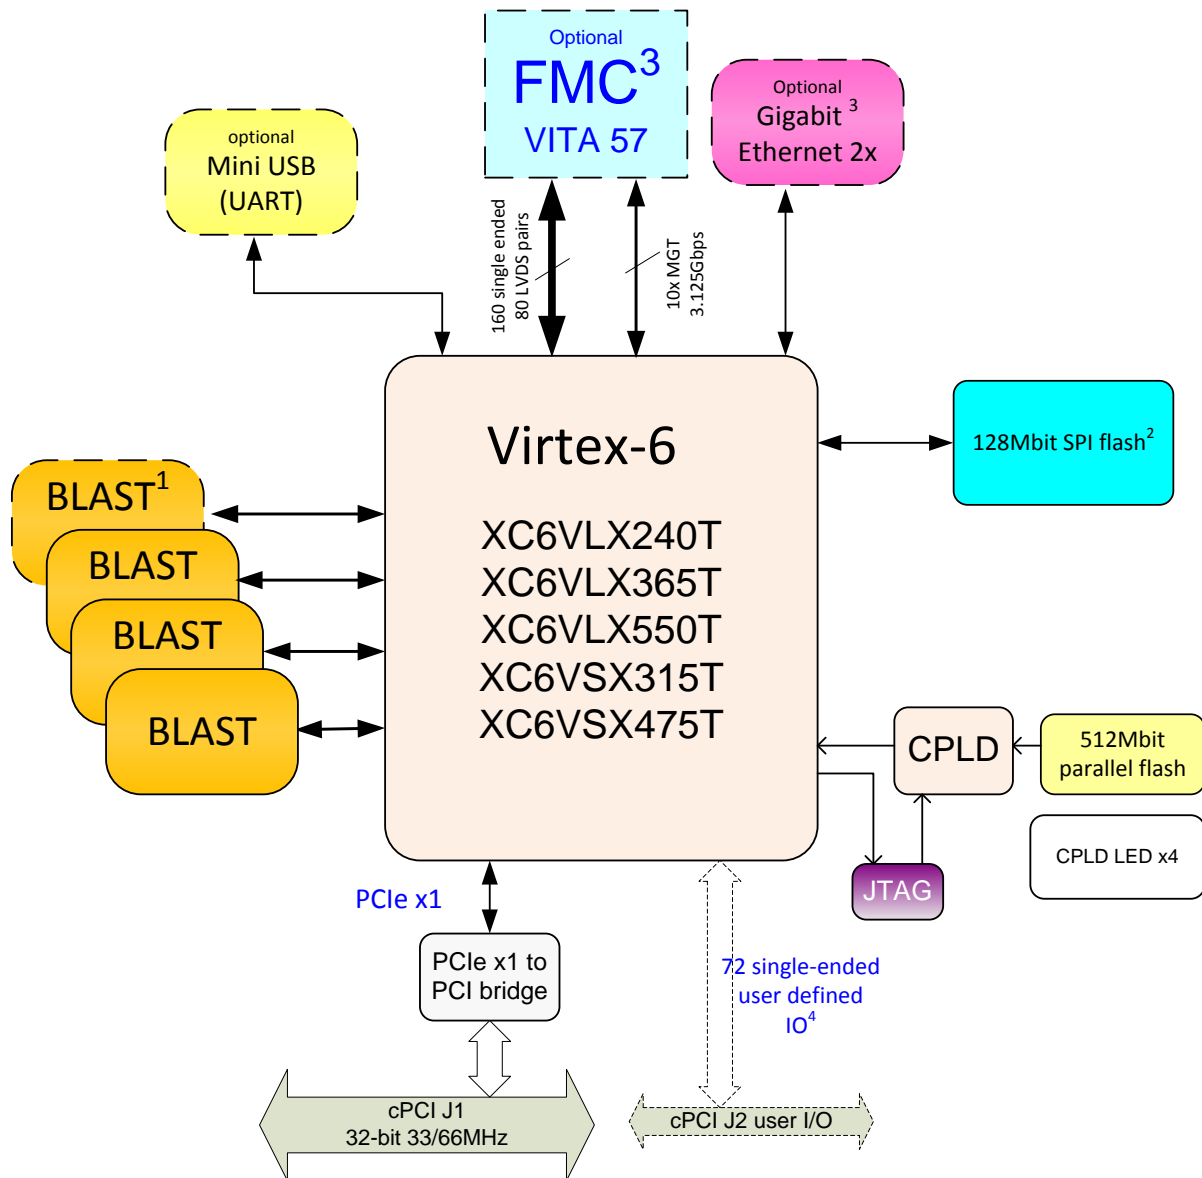 Optional
FMC3
VITA 57
Optional
Gigabit 3
Ethernet 2x
optional
Mini USB
(UART)
160 single ended
80 LVDS pairs
10x MGT
3.125Gbps
Virtex-6
XC6VLX240T
XC6VLX365T
XC6VLX550T
XC6VSX315T
XC6VSX475T
128Mbit SPI flash2
BLAST1
BLAST
BLAST
BLAST
CPLD
512Mbit
parallel flash
CPLD LED x4
JTAG
PCIe x1
PCIe x1 to
PCI bridge
72 single-ended
user defined
IO4
cPCI J1
32-bit 33/66MHz
cPCI J2 user I/O